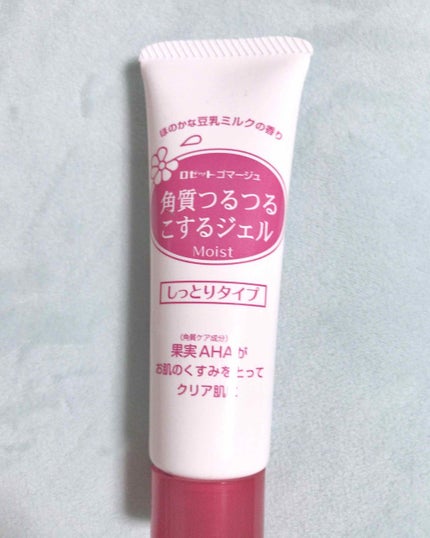 ほのかな豆乳ミルクの香り
ロゼットゴマージュ
角質つるつる
こするジェル
Moist
しっとりタイプ
(角質ケア成分)
果実AHAが
お肌のくすみをとって
クリア肌に